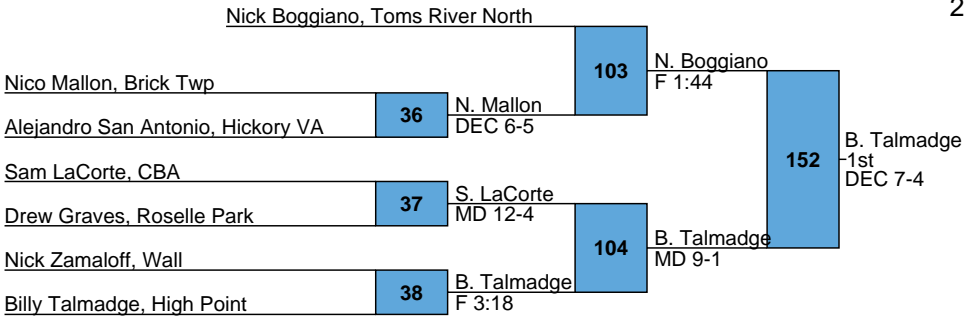 2
Nick Boggiano, Toms River North
103
N. Boggiano
F 1:44
Nico Mallon, Brick Twp
36
N. Mallon
DEC 6-5
Alejandro San Antonio, Hickory VA
152
B. Talmadge
1st
DEC 7-4
Sam LaCorte, CBA
37
S. LaCorte
MD 12-4
Drew Graves, Roselle Park
104
B. Talmadge
MD 9-1
Nick Zamaloff, Wall
38
B. Talmadge
F 3:18
Billy Talmadge, High Point